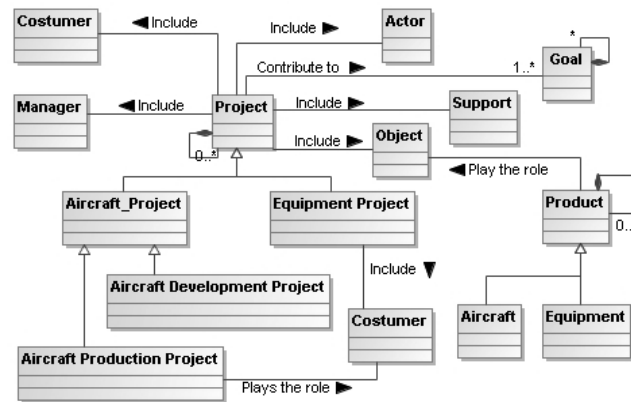 Costumer
◄ Include
Include ►
Actor
*
Goal
Contribute to ►
1..*
Manager
◄ Include
Project
Include ►
Support
Include ►
Object
0..*
◄ Play the role
Aircraft_Project
Equipment Project
Product
0..
Include ▼
Aircraft Development Project
Costumer
Aircraft
Equipment
Aircraft Production Project
Plays the role ►